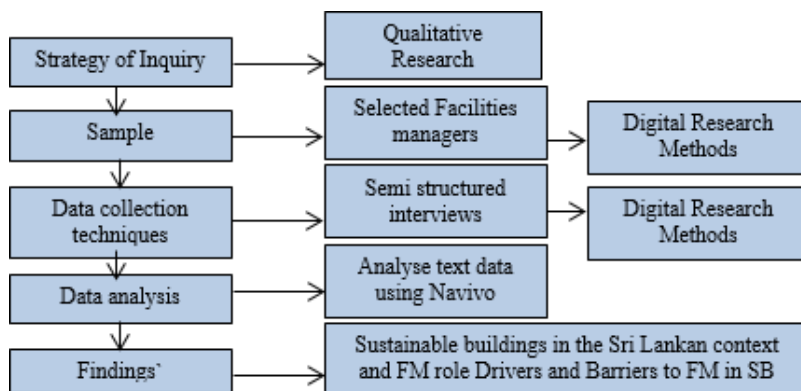 Strategy of Inquiry
Qualitative
Research
Sample
Selected Facilities
managers
Digital Research
Methods
Data collection
techniques
Semi structured
interviews
Digital Research
Methods
Data analysis
Analyse text data
using Navivo
Findings`
Sustainable buildings in the Sri Lankan context
and FM role Drivers and Barriers to FM in SB